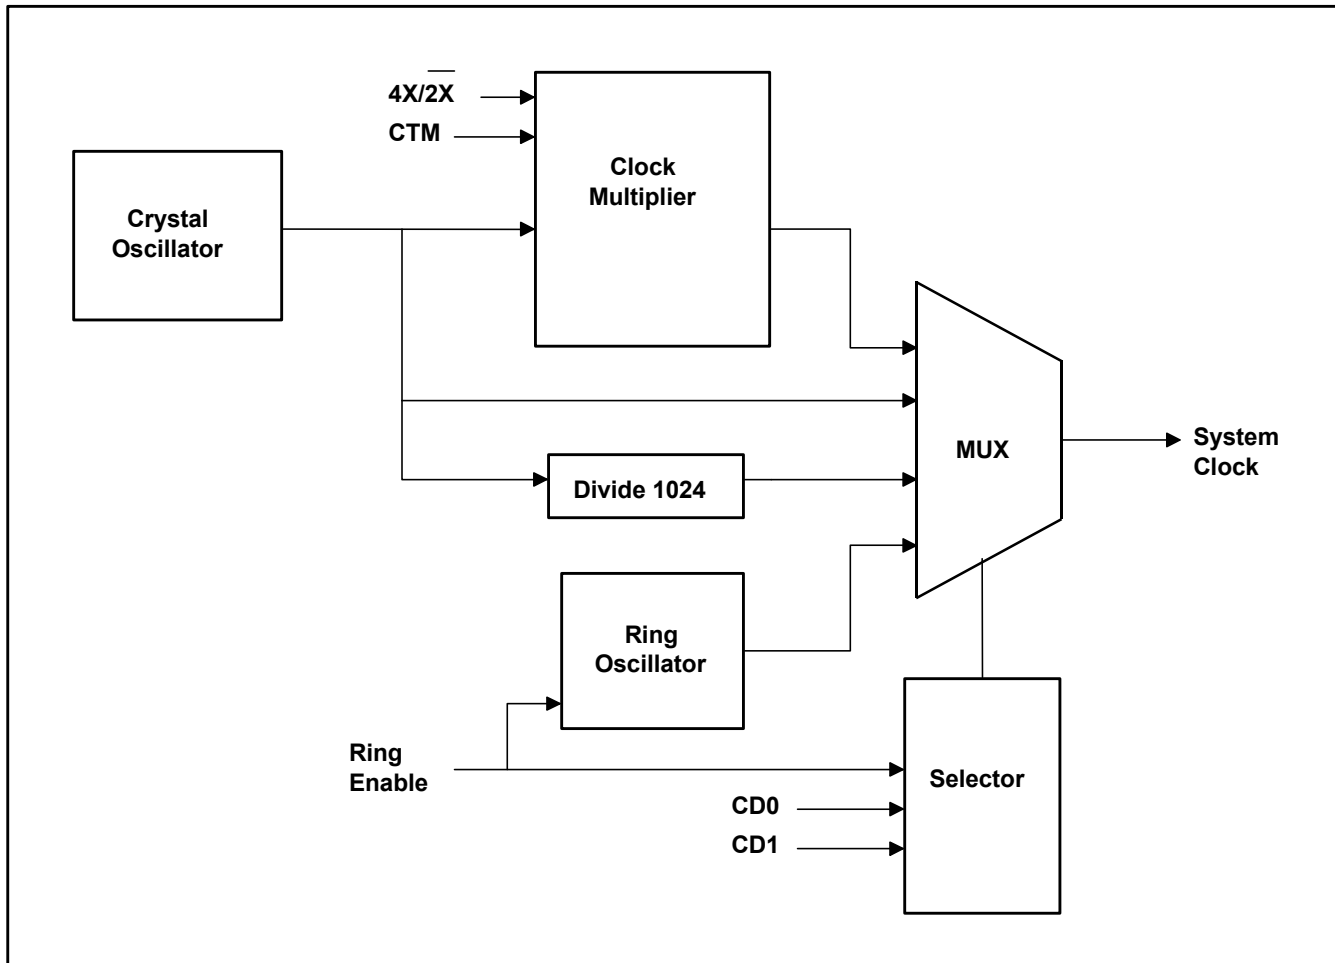 4X/2X
CTM
Clock
Multiplier
Crystal
Oscillator
MUX
System
Clock
Divide 1024
Ring
Oscillator
Ring
Enable
Selector
CD0
CD1